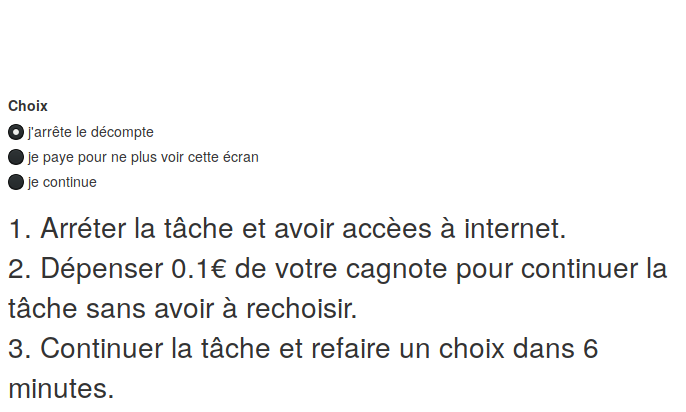 Choix
j'arrête le décompte
je paye pour ne plus voir cette écran
je continue
1. Arréter la tâche et avoir accèes à internet.
2. Dépenser 0.1€ de votre cagnote pour continuer la
tâche sans avoir à rechoisir.
3. Continuer la tâche et refaire un choix dans 6
minutes.